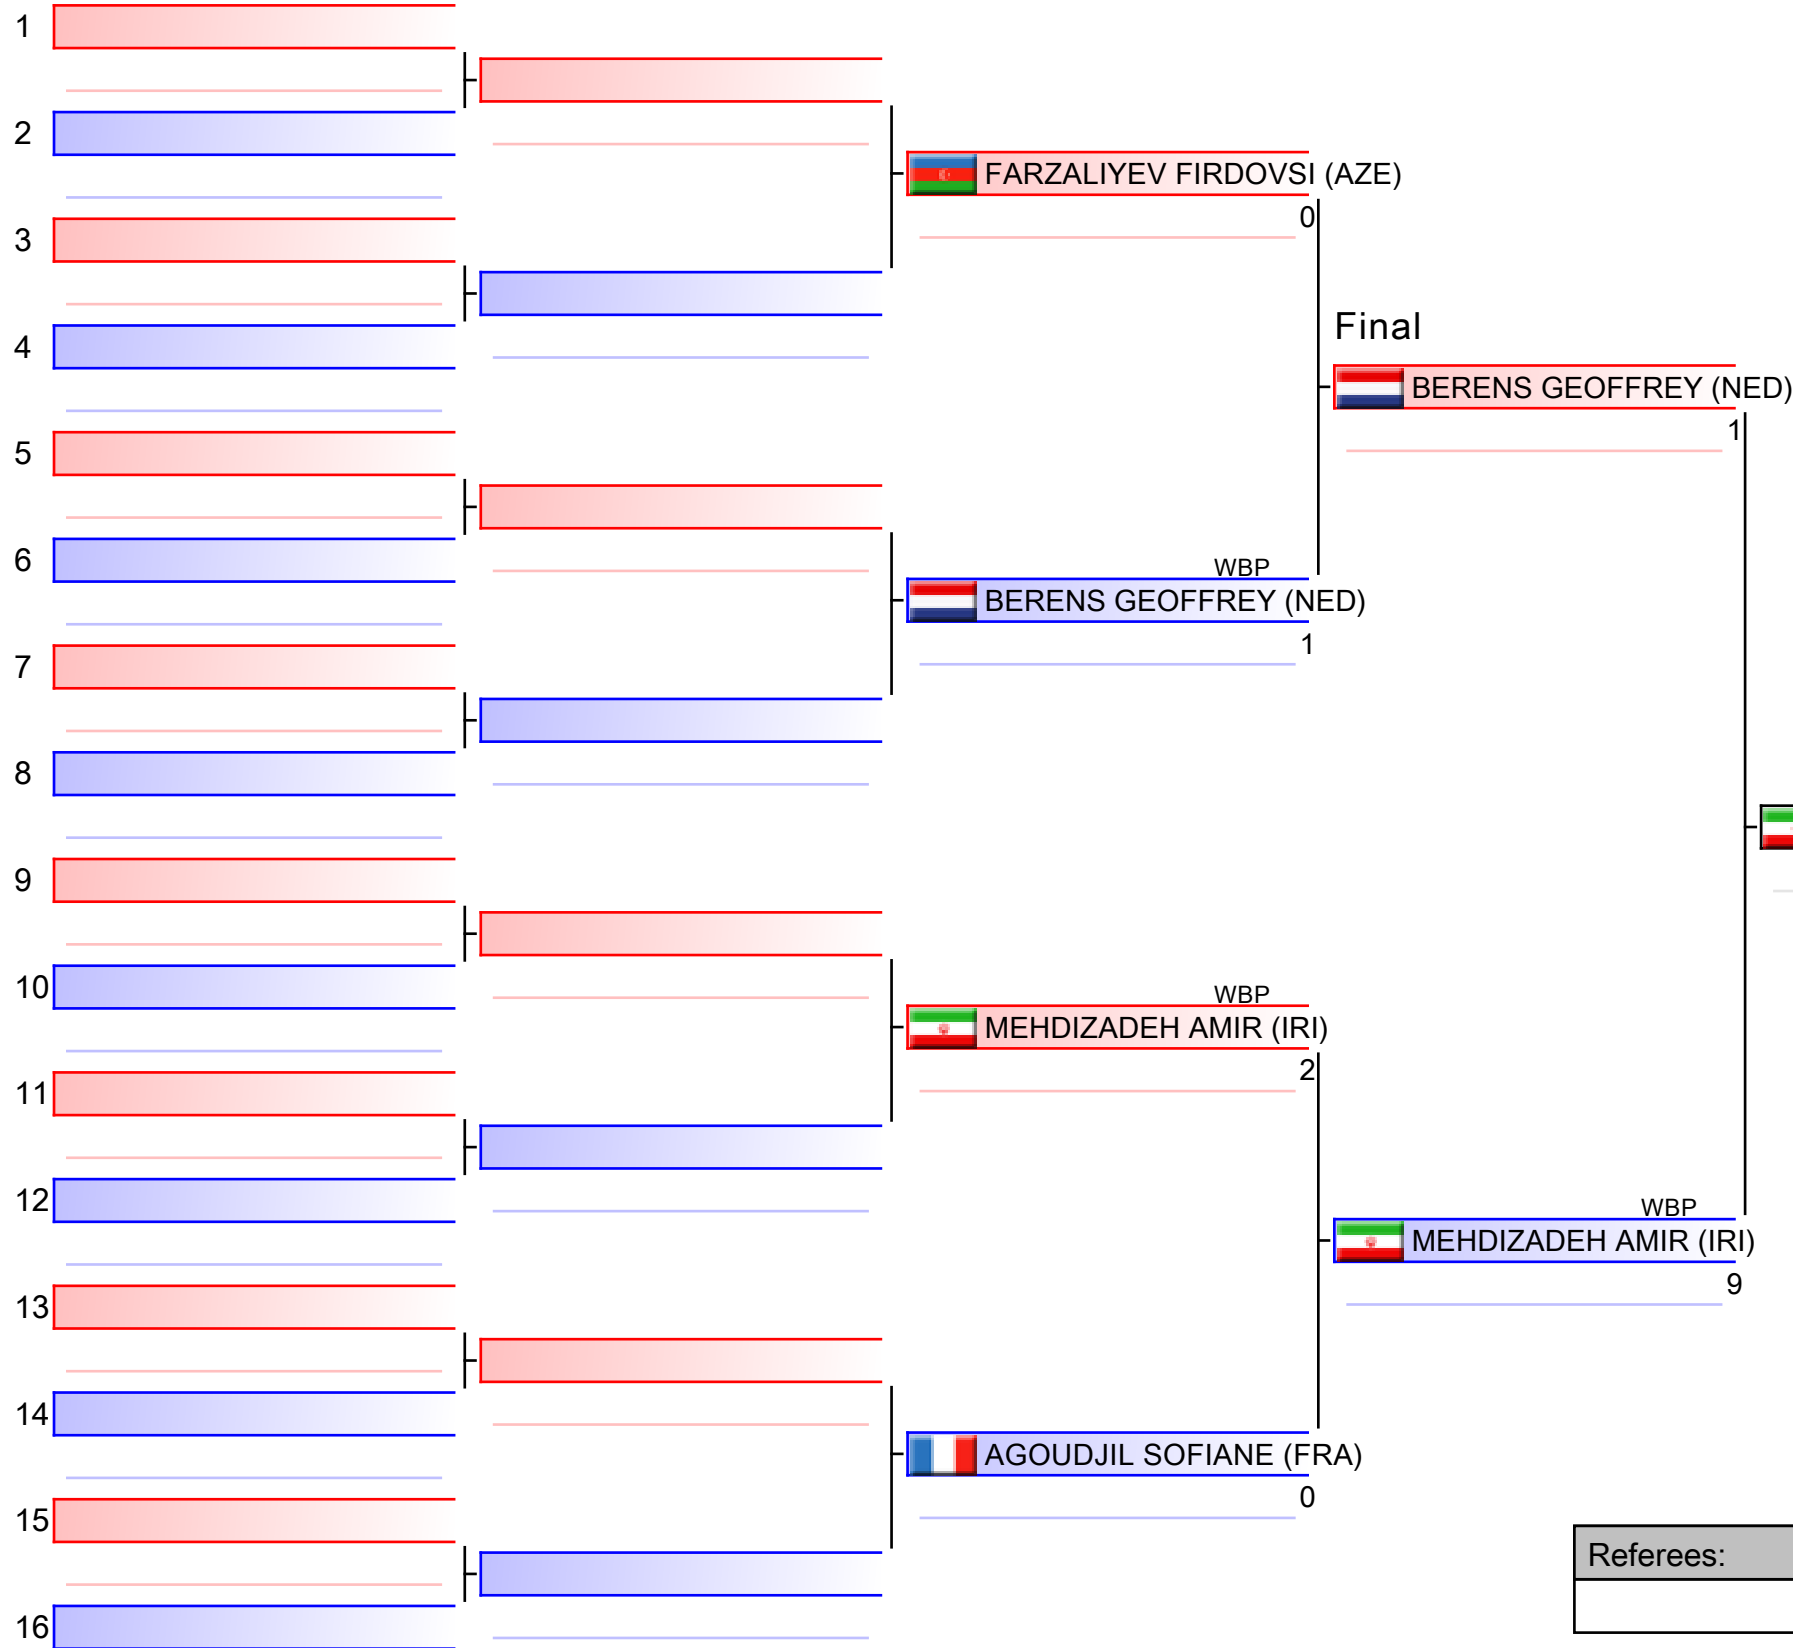 1
2
FARZALIYEV FIRDOVSI (AZE)
0
3
4
Final
BERENS GEOFFREY (NED)
1
5
6
WBP
BERENS GEOFFREY (NED)
1
7
8
9
10
WBP
MEHDIZADEH AMIR (IRI)
2
11
12
WBP
MEHDIZADEH AMIR (IRI)
9
13
14
AGOUDJIL SOFIANE (FRA)
0
15
Referees:
16